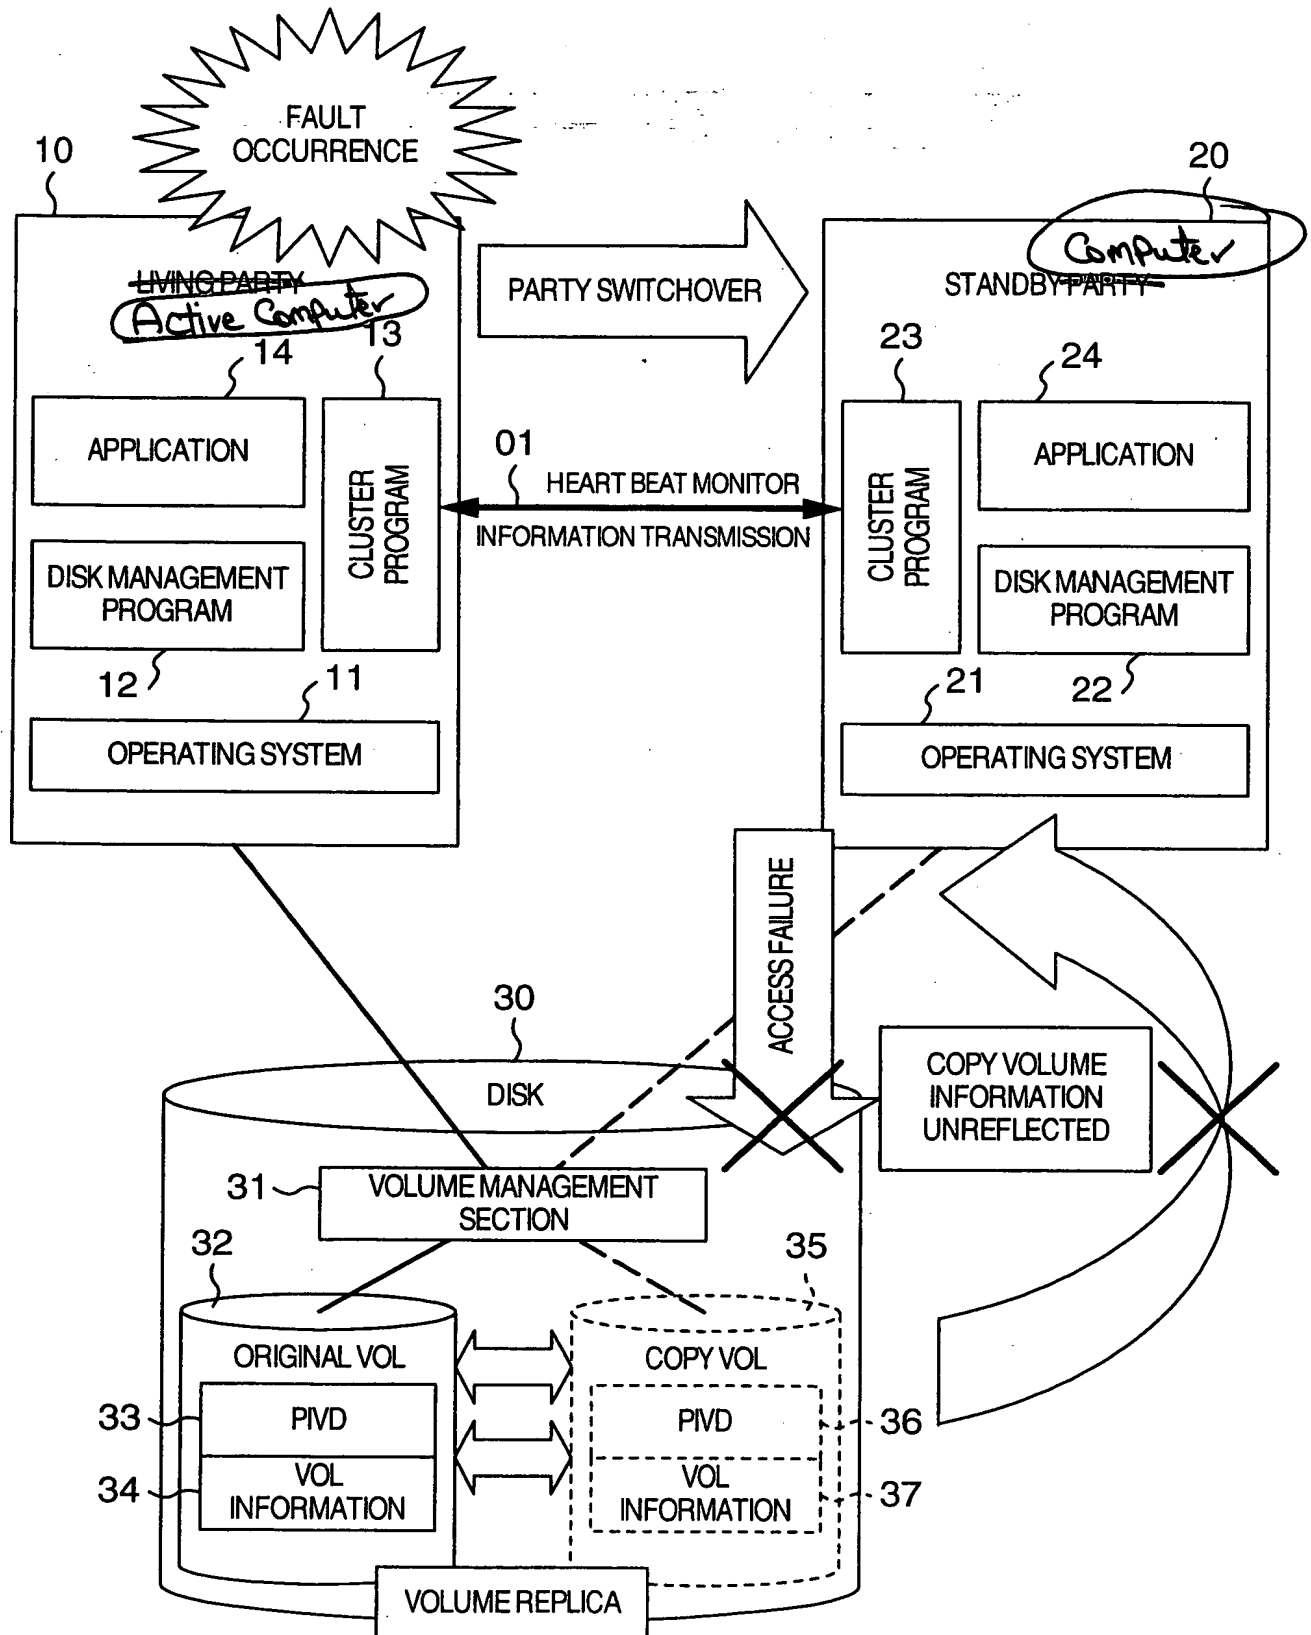 FAULT
OCCURRENCE
10
20
LIVING PARTY
Active Computer
PARTY SWITCHOVER
Computer
STANDBY PARTY
14
13
23
24
APPLICATION
CLUSTER
PROGRAM
01
HEART BEAT MONITOR
INFORMATION TRANSMISSION
CLUSTER
PROGRAM
APPLICATION
DISK MANAGEMENT
PROGRAM
DISK MANAGEMENT
PROGRAM
12
11
21
22
OPERATING SYSTEM
OPERATING SYSTEM
ACCESS FAILURE
30
DISK
COPY VOLUME
INFORMATION
UNREFLECTED
31
VOLUME MANAGEMENT
SECTION
32
35
ORIGINAL VOL
COPY VOL
33
PIVD
PIVD
36
34
VOL
INFORMATION
VOL
INFORMATION
37
VOLUME REPLICA